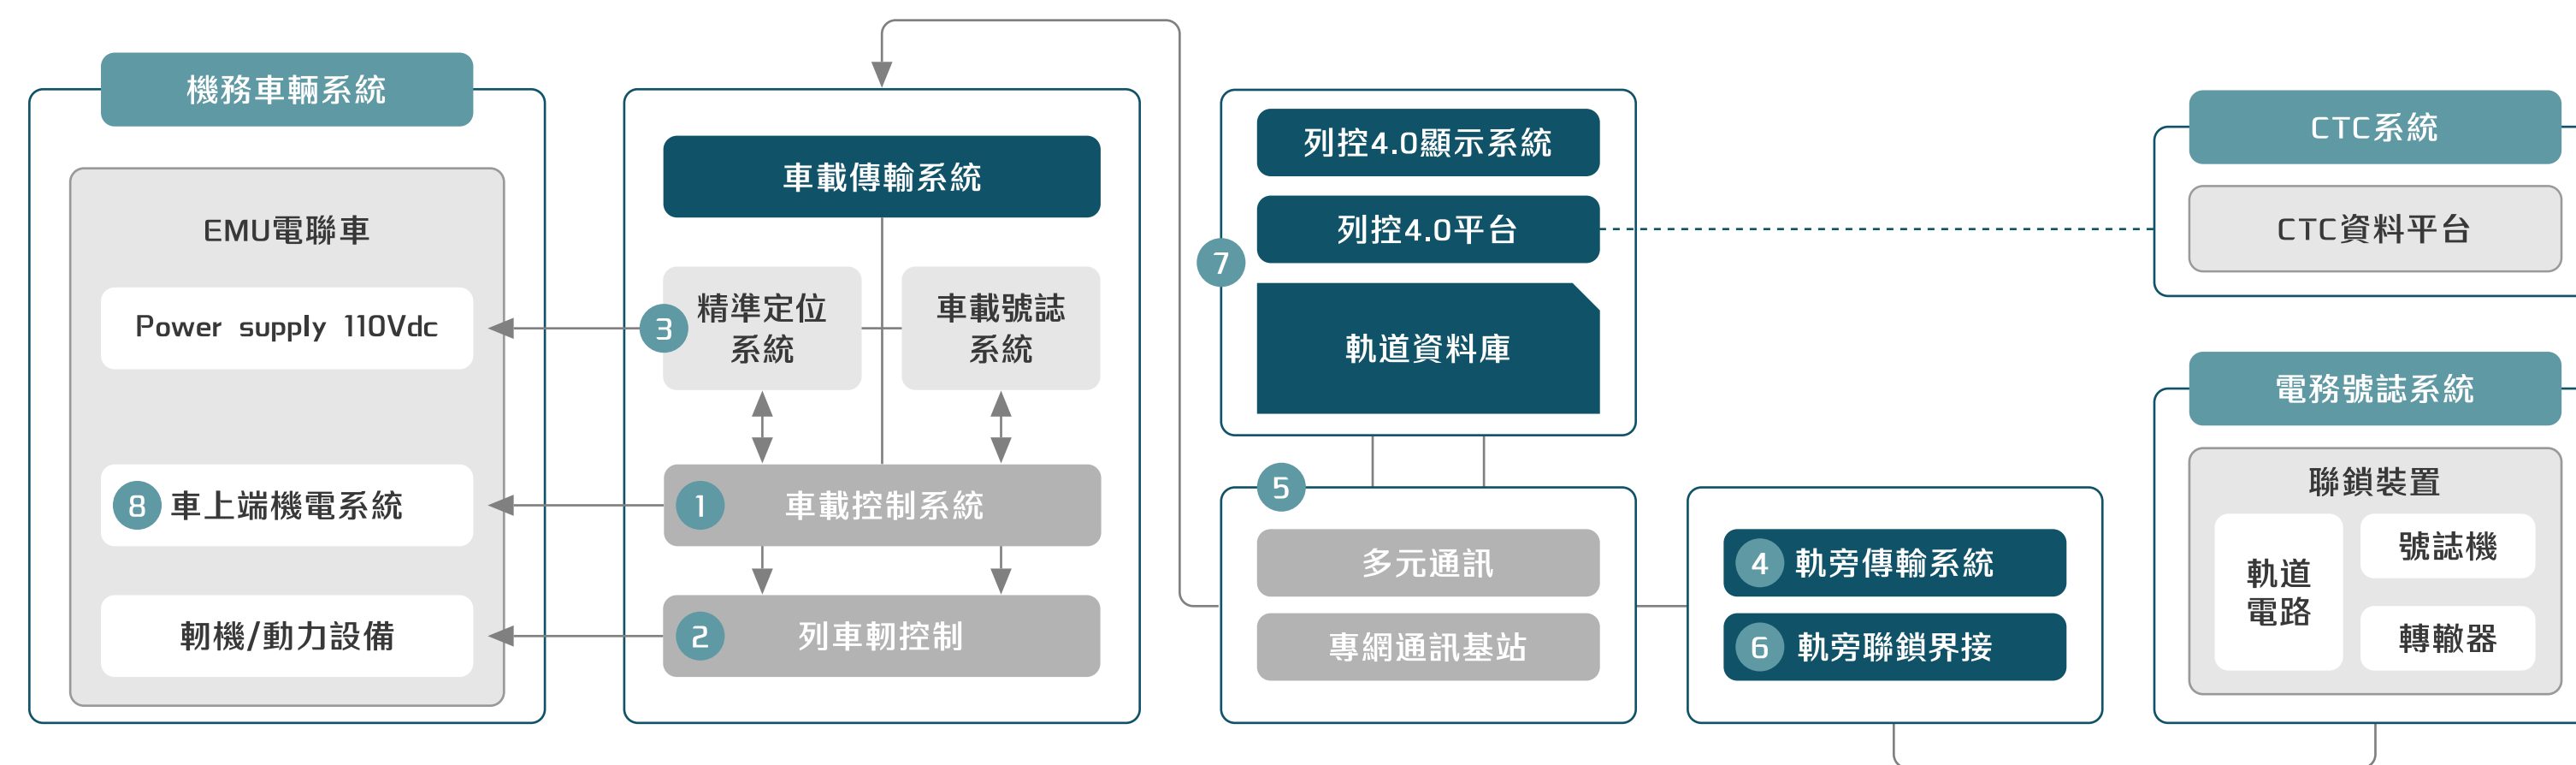 機務車輛系統
EMU電聯車
Power supply 110Vdc
8 車上端機電系統
軔機/動力設備
車載傳輸系統
3 精準定位
系統
車載號誌
系統
1 車載控制系統
2 列車軔控制
7
列控4.0顯示系統
列控4.0平台
軌道資料庫
5
多元通訊
專網通訊基站
4 軌旁傳輸系統
6 軌旁聯鎖界接
CTC系統
CTC資料平台
電務號誌系統
聯鎖裝置
軌道
電路
號誌機
轉轍器